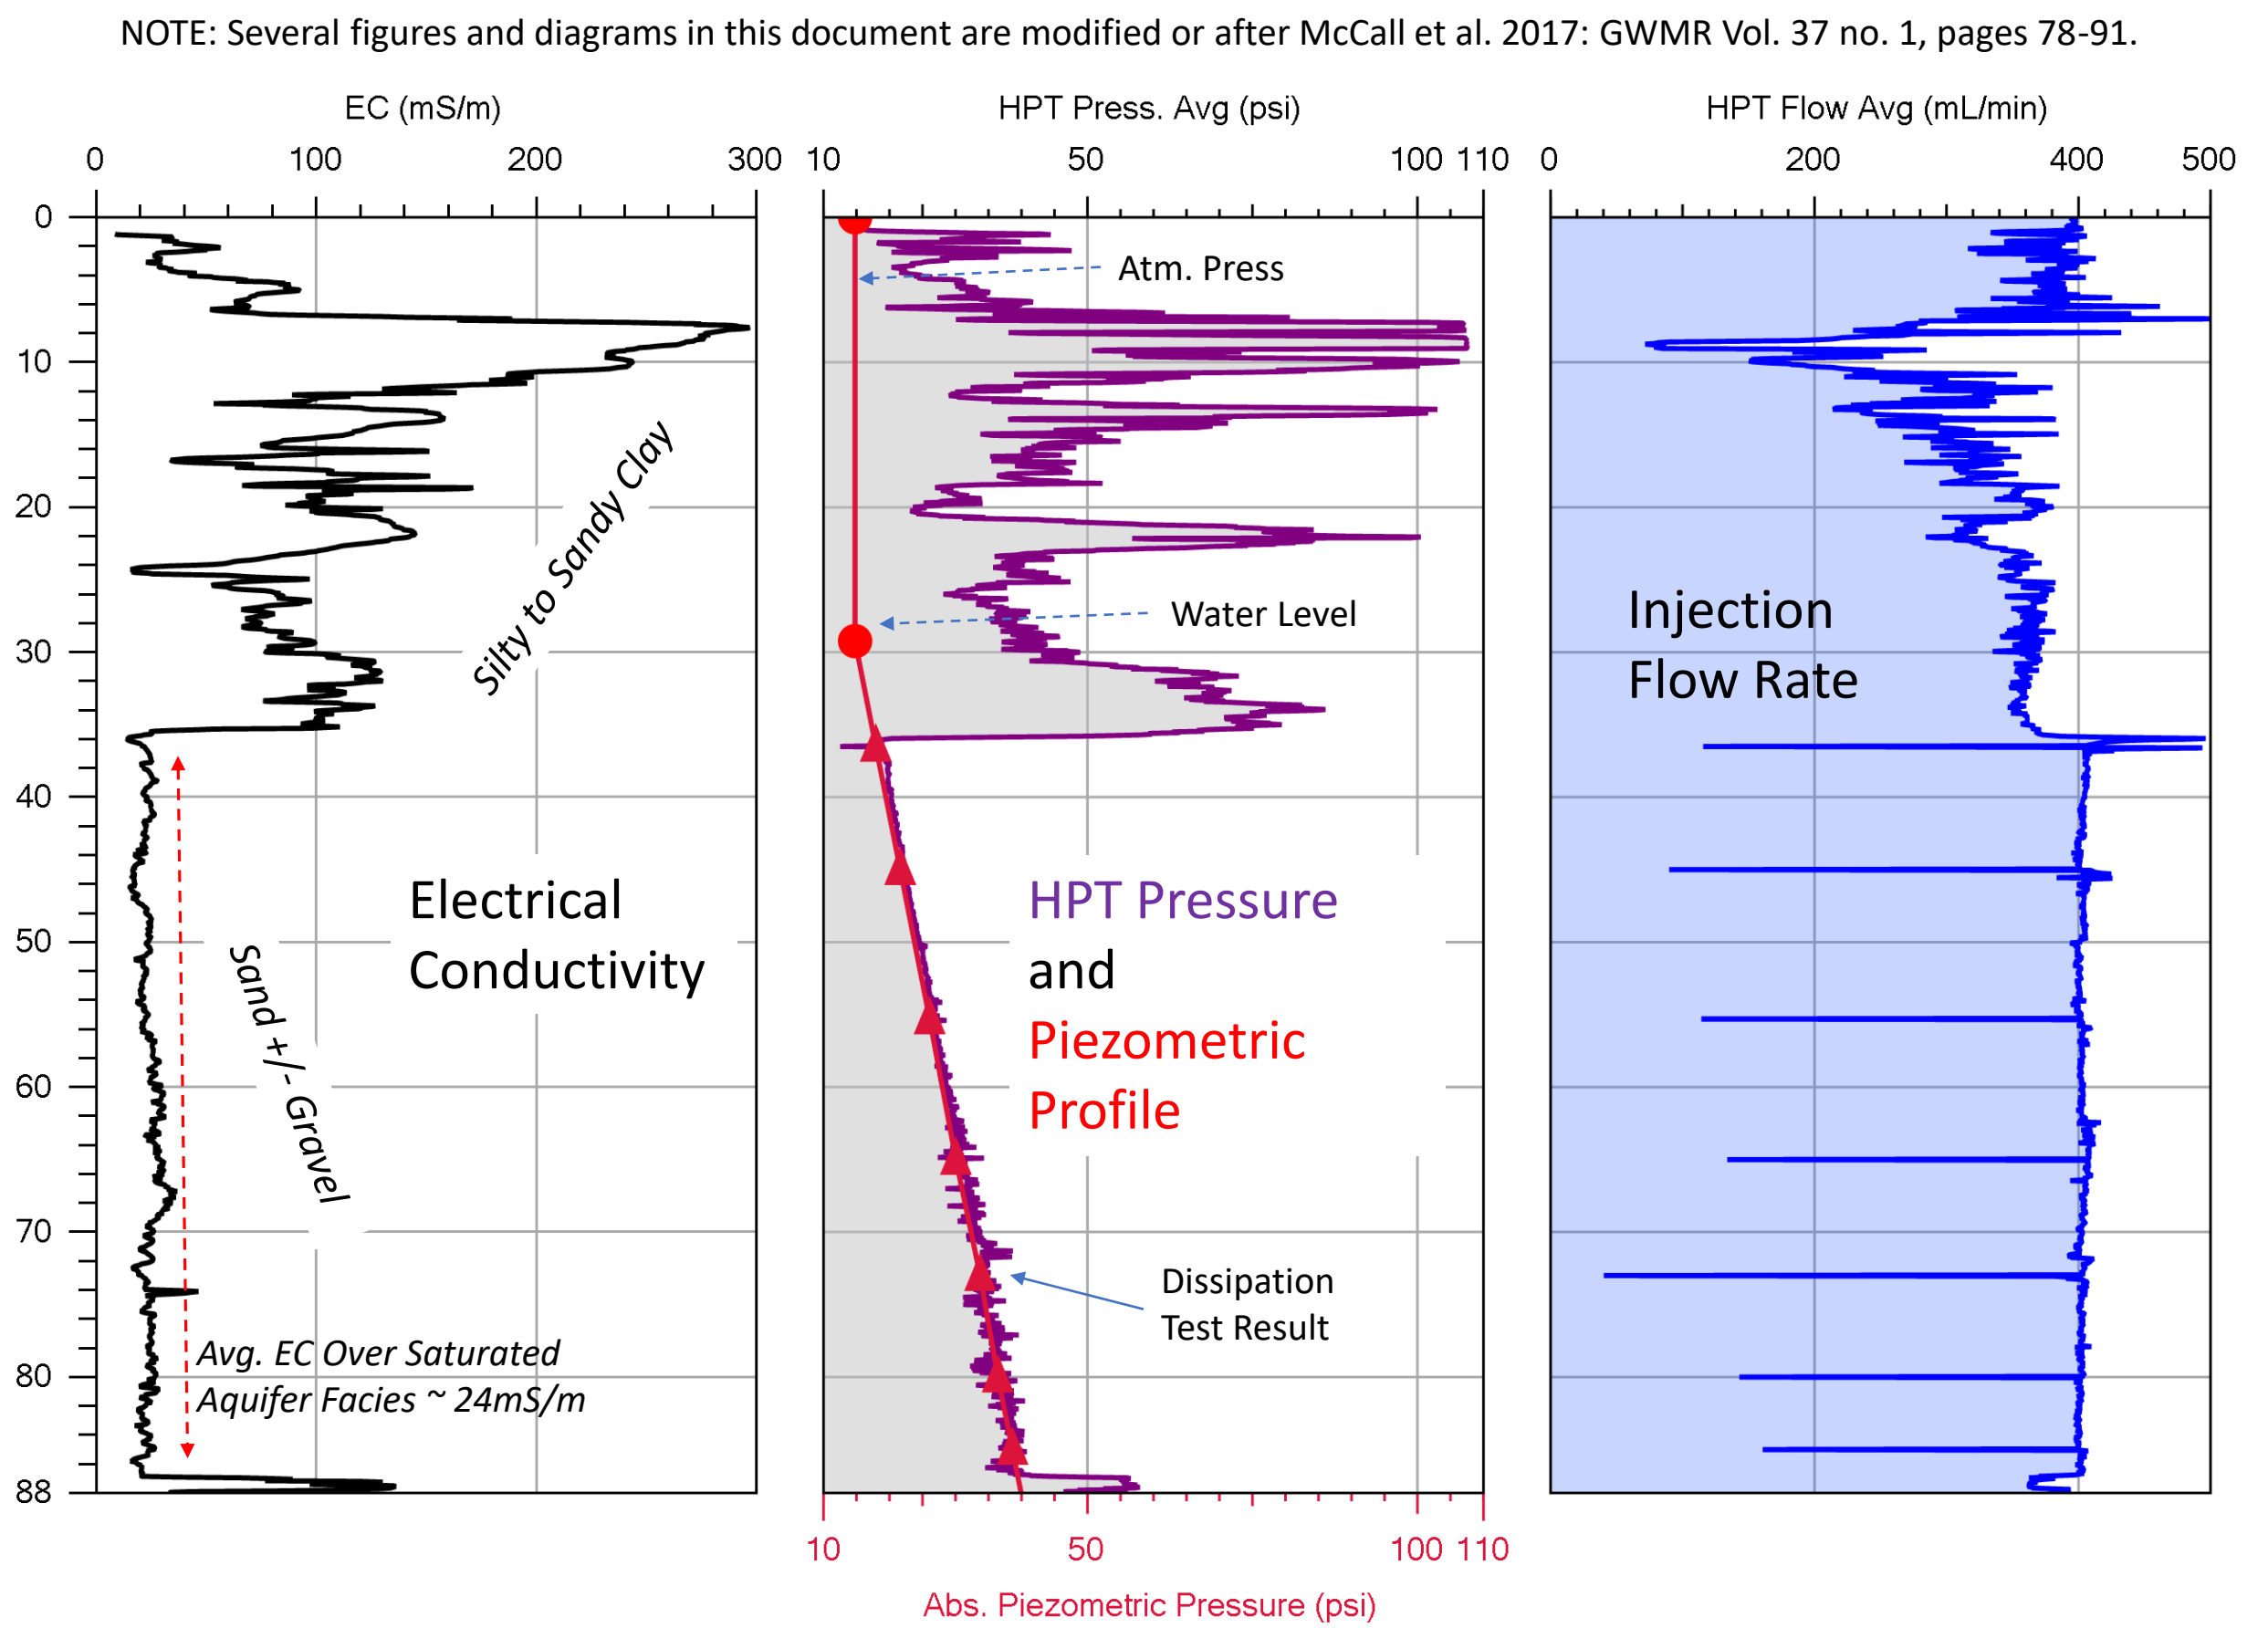 NOTE: Several figures and diagrams in this document are modified or after McCall et al. 2017: GWMR Vol. 37 no. 1, pages 78-91.
EC (mS/m)
0 100 200 300
HPT Press. Avg (psi)
10 50 100 110
HPT Flow Avg (mL/min)
0 200 400 500
0
10
20
30
40
50
60
70
80
88
Silty to Sandy Clay
Sand +/- Gravel
Electrical
Conductivity
Avg. EC Over Saturated
Aquifer Facies ~ 24mS/m
Atm. Press
Water Level
HPT Pressure
and
Piezometric
Profile
Dissipation
Test Result
10 50 100 110
Abs. Piezometric Pressure (psi)
Injection
Flow Rate